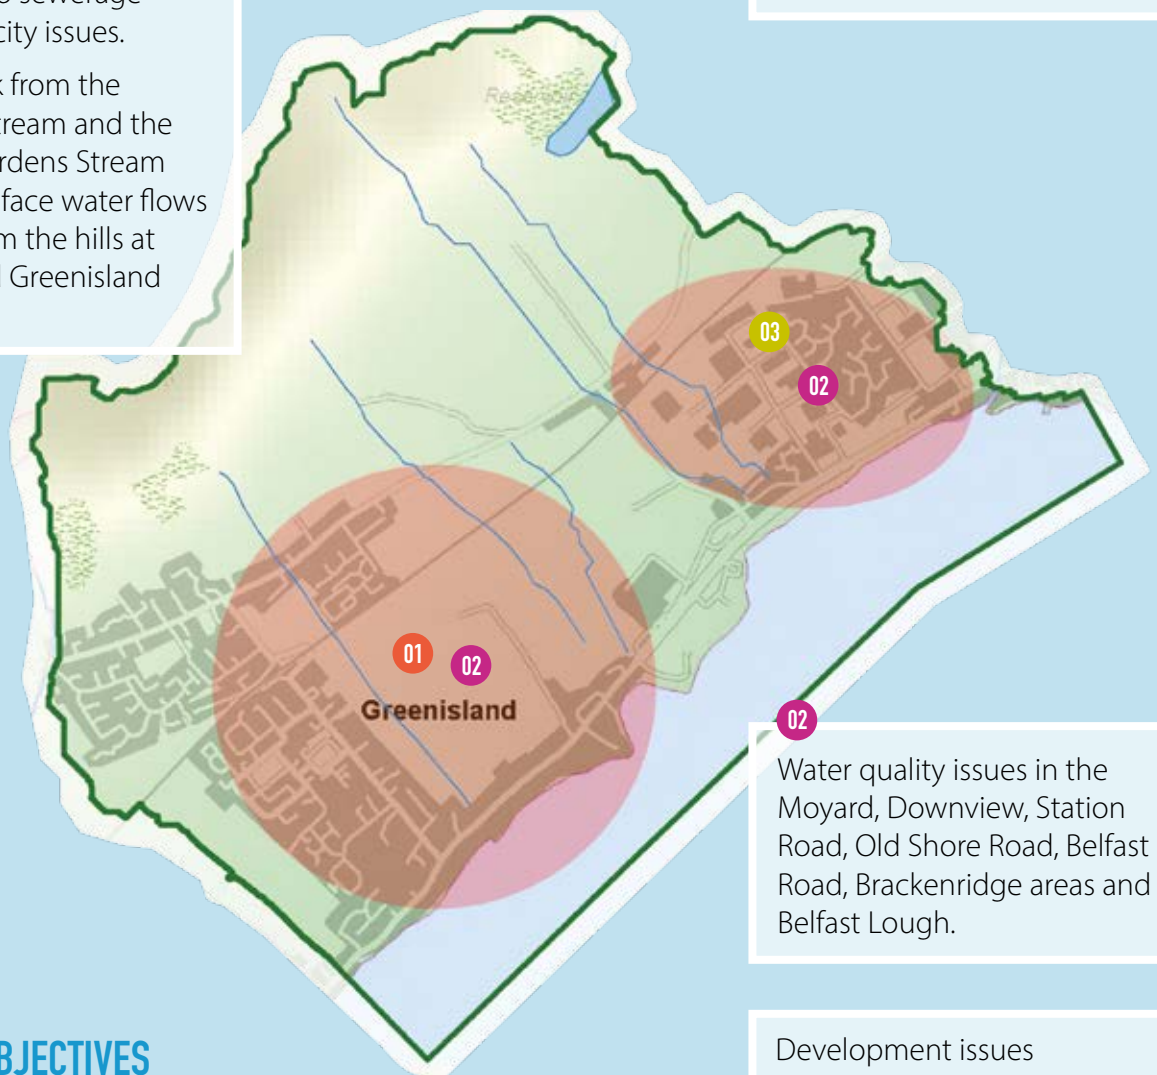 city issues.
from the
tream and the
rdens Stream
face water flows
m the hills at
Greenisland
Reservoir
03
02
01
02
Greenisland
02
Water quality issues in the
Moyard, Downview, Station
Road, Old Shore Road, Belfast
Road, Brackenridge areas and
Belfast Lough.
BJECTIVES
Development issues